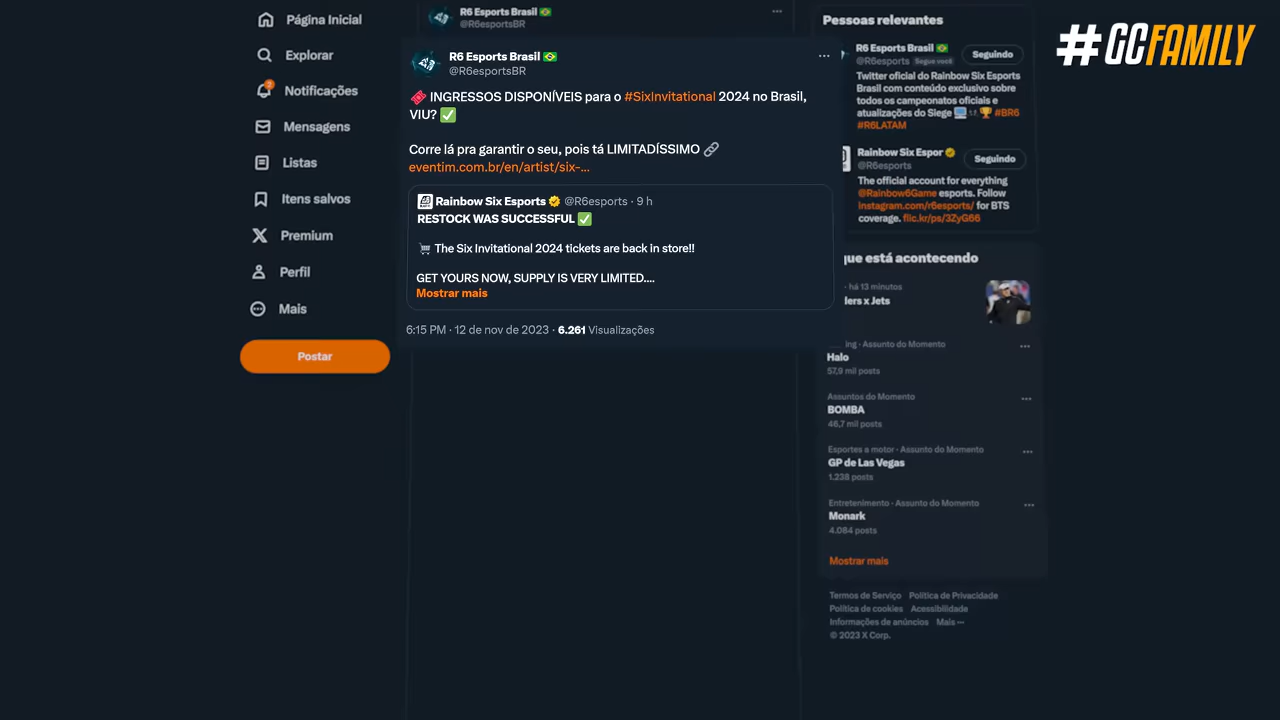 Página Inicial
Explorar
2
Notificações
Mensagens
Listas
Itens salvos
Premium
Perfil
Mais
Postar
R6 Esports Brasil
@R6esportsBR
R6 Esports Brasil
@R6esportsBR
INGRESSOS DISPONÍVEIS para o #SixInvitational 2024 no Brasil,
VIU? ✅
Corre lá pra garantir o seu, pois tá LIMITADÍSSIMO 🔗
eventim.com.br/en/artist/six-...
Rainbow Six Esports @R6esports · 9 h
RESTOCK WAS SUCCESSFUL ✅
🛒 The Six Invitational 2024 tickets are back in store!!
GET YOURS NOW, SUPPLY IS VERY LIMITED....
Mostrar mais
6:15 PM · 12 de nov de 2023 · 6.261 Visualizações
Pessoas relevantes
R6 Esports Brasil
@R6esports Segue você
Seguindo
Twitter oficial do Rainbow Six Esports
Brasil com conteúdo exclusivo sobre
todos os campeonatos oficiais e
atualizações do Siege #BR6
#R6LATAM
Rainbow Six Espor
@R6esports
Seguindo
The official account for everything
@Rainbow6Game esports. Follow
instagram.com/r6esports/ for BTS
coverage. flic.kr/ps/3ZyG66
que está acontecendo
· há 13 minutos
ders x Jets
ing · Assunto do Momento
Halo
57,9 mil posts
Assuntos do Momento
BOMBA
46,7 mil posts
Esportes a motor · Assunto do Momento
GP de Las Vegas
1.238 posts
Entretenimento · Assunto do Momento
Monark
4.084 posts
Mostrar mais
Termos de Serviço Política de Privacidade
Política de cookies Acessibilidade
Informações de anúncios Mais ···
© 2023 X Corp.
#GCFAMILY